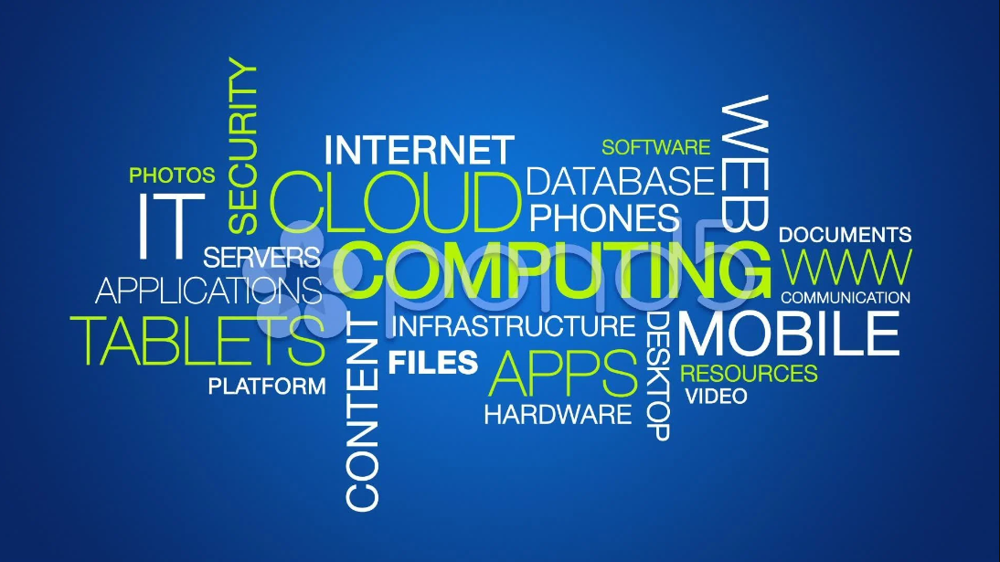 SECURITY
WEB
INTERNET
SOFTWARE
PHOTOS
CLOUD
DATABASE
IT
PHONES
SERVERS
DOCUMENTS
COMPUTING
WWW
pond5
APPLICATIONS
COMMUNICATION
TABLETS
INFRASTRUCTURE
DESKTOP
MOBILE
CONTENT
FILES
APPS
RESOURCES
PLATFORM
VIDEO
HARDWARE